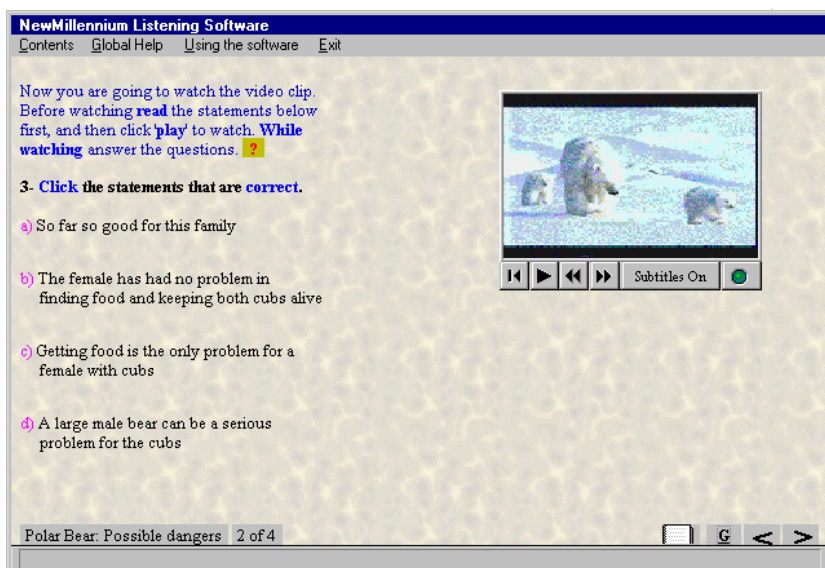 NewMillennium Listening Software
Contents Global Help Using the software Exit
Now you are going to watch the video clip.
Before watching read the statements below
first, and then click 'play' to watch. While
watching answer the questions. ?
3- Click the statements that are correct.
a) So far so good for this family
b) The female has had no problem in
finding food and keeping both cubs alive
c) Getting food is the only problem for a
female with cubs
d) A large male bear can be a serious
problem for the cubs
Subtitles On
Polar Bear: Possible dangers 2 of 4
G < >